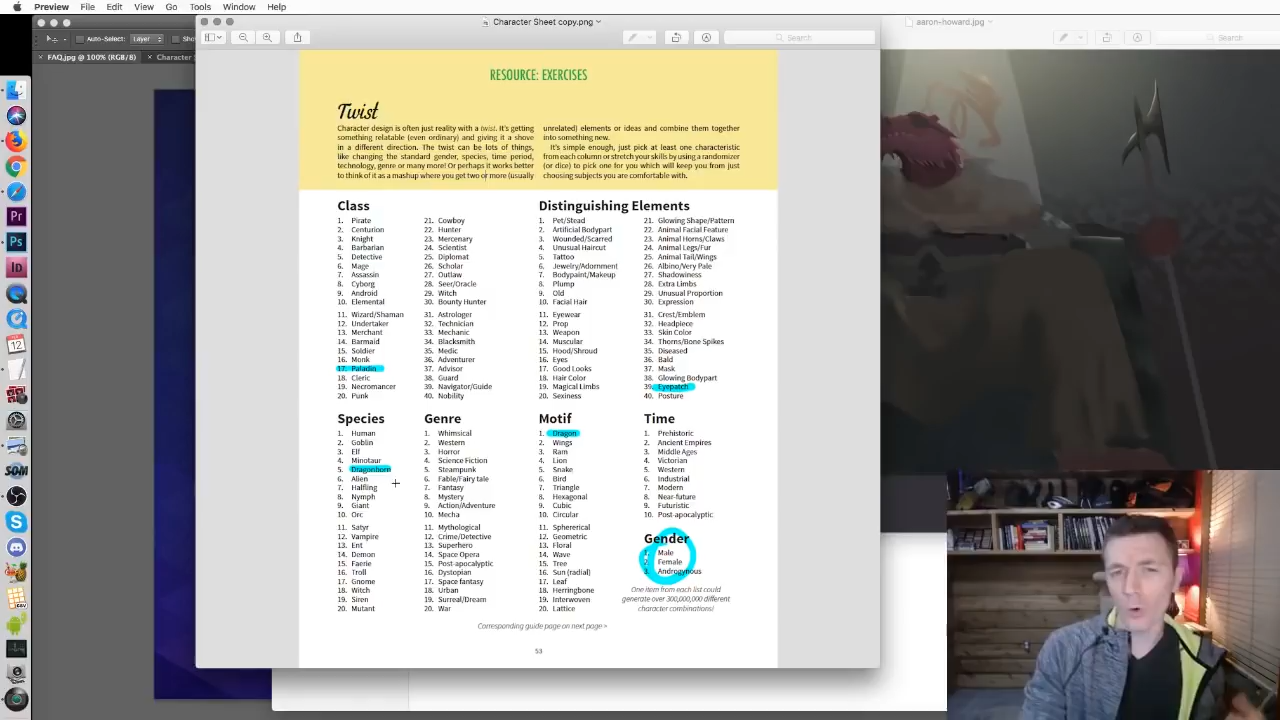 Preview File Edit View Go Tools Window Help
Character Sheet copy.png
aaron-howard.jpg
Auto-Select: Layer
Search
Search
FAQ.jpg @ 100% (RGB/8)
Character
RESOURCE: EXERCISES
Twist
Character design is often just reality with a twist. It's getting
something relatable (even ordinary) and giving it a shove
in a different direction. The twist can be lots of things,
like changing the standard gender, species, time period,
technology, genre or many more! Or perhaps it works better
to think of it as a mashup where you get two or more (usually
unrelated) elements or ideas and combine them together
into something new.
It's simple enough, just pick at least one characteristic
from each column or stretch your skills by using a randomizer
(or dice) to pick one for you which will keep you from just
choosing subjects you are comfortable with.
Class
1. Pirate
2. Centurion
3. Knight
4. Barbarian
5. Detective
6. Mage
7. Assassin
8. Cyborg
9. Android
10. Elemental
11. Wizard/Shaman
12. Undertaker
13. Merchant
14. Barmaid
15. Soldier
16. Monk
17. Paladin
18. Cleric
19. Necromancer
20. Punk
21. Cowboy
22. Hunter
23. Mercenary
24. Scientist
25. Diplomat
26. Scholar
27. Outlaw
28. Seer/Oracle
29. Witch
30. Bounty Hunter
31. Astrologer
32. Technician
33. Mechanic
34. Blacksmith
35. Medic
36. Adventurer
37. Advisor
38. Guard
39. Navigator/Guide
40. Nobility
Distinguishing Elements
1. Pet/Stead
2. Artificial Bodypart
3. Wounded/Scarred
4. Unusual Haircut
5. Tattoo
6. Jewelry/Adornment
7. Bodypaint/Makeup
8. Plump
9. Old
10. Facial Hair
11. Eyewear
12. Prop
13. Weapon
14. Muscular
15. Hood/Shroud
16. Eyes
17. Good Looks
18. Hair Color
19. Magical Limbs
20. Sexiness
21. Glowing Shape/Pattern
22. Animal Facial Feature
23. Animal Horns/Claws
24. Animal Legs/Fur
25. Animal Tail/Wings
26. Albino/Very Pale
27. Shadowiness
28. Extra Limbs
29. Unusual Proportion
30. Expression
31. Crest/Emblem
32. Headpiece
33. Skin Color
34. Thorns/Bone Spikes
35. Diseased
36. Bald
37. Mask
38. Glowing Bodypart
39. Eyepatch
40. Posture
Species
1. Human
2. Goblin
3. Elf
4. Minotaur
5. Dragonborn
6. Alien
7. Halfling
8. Nymph
9. Giant
10. Orc
11. Satyr
12. Vampire
13. Ent
14. Demon
15. Faerie
16. Troll
17. Gnome
18. Witch
19. Siren
20. Mutant
Genre
1. Whimsical
2. Western
3. Horror
4. Science Fiction
5. Steampunk
6. Fable/Fairy tale
7. Fantasy
8. Mystery
9. Action/Adventure
10. Mecha
11. Mythological
12. Crime/Detective
13. Superhero
14. Space Opera
15. Post-apocalyptic
16. Dystopian
17. Space fantasy
18. Urban
19. Surreal/Dream
20. War
Motif
1. Dragon
2. Wings
3. Ram
4. Lion
5. Snake
6. Bird
7. Triangle
8. Hexagonal
9. Cubic
10. Circular
11. Sphererical
12. Geometric
13. Floral
14. Wave
15. Tree
16. Sun (radial)
17. Leaf
18. Herringbone
19. Interwoven
20. Lattice
Time
1. Prehistoric
2. Ancient Empires
3. Middle Ages
4. Victorian
5. Western
6. Industrial
7. Modern
8. Near-future
9. Futuristic
10. Post-apocalyptic
Gender
1. Male
2. Female
3. Androgynous
One item from each list could
generate over 300,000,000 different
character combinations!
Corresponding guide page on next page >
53
Pr
Ps
Id
SOM
CSV